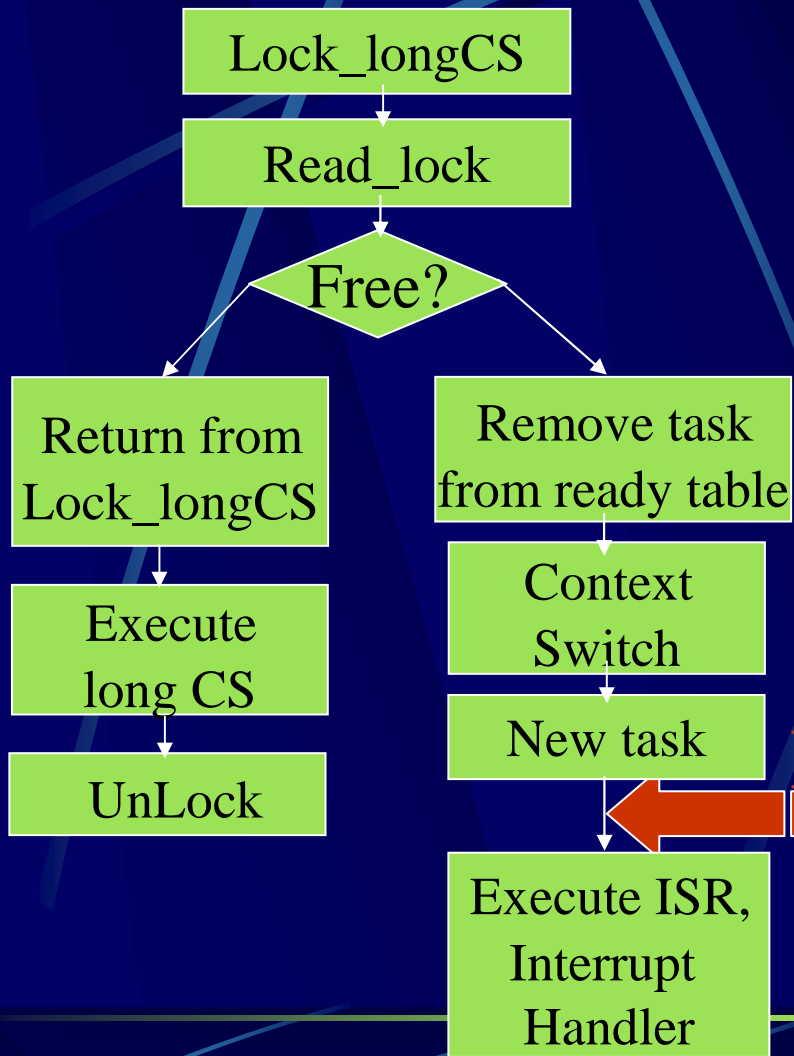 Lock_longCS
Read_lock
Free?
Return from
Lock_longCS
Execute
long CS
UnLock
Remove task
from ready table
Context
Switch
New task
Execute ISR,
Interrupt
Handler